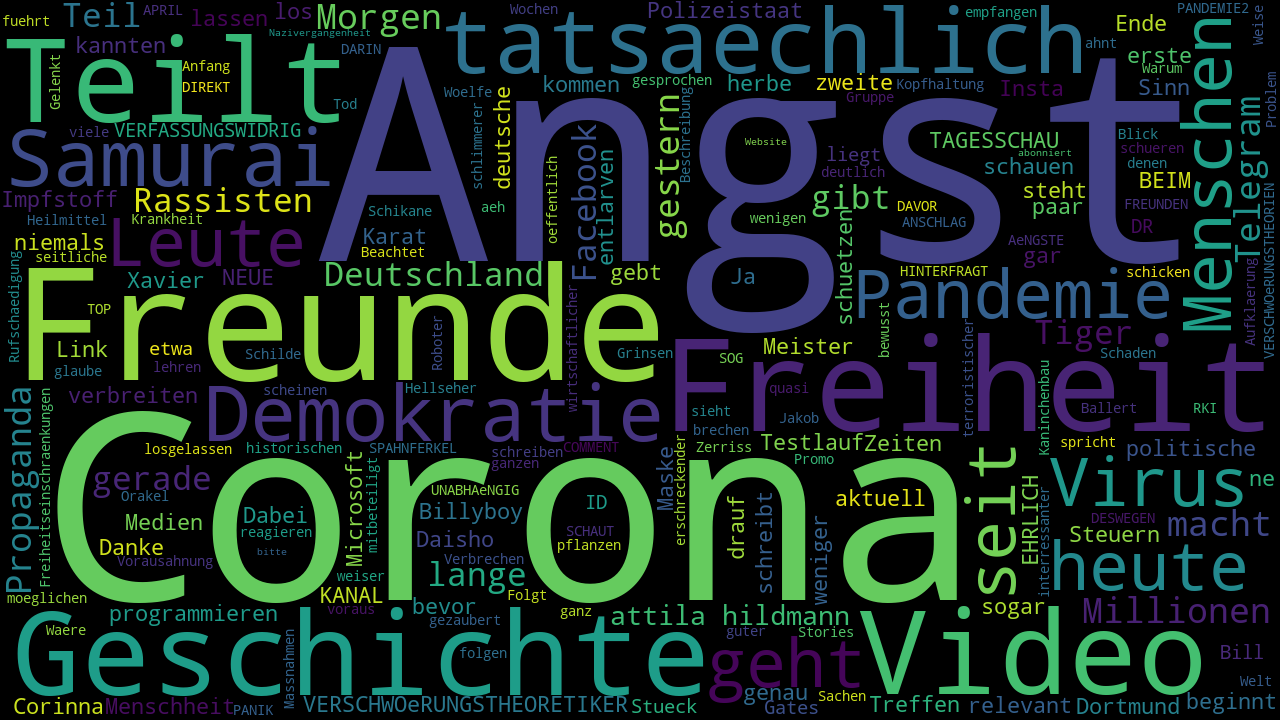 fuehrt
Teil
APRIL
lassen
los
Morgen
Wochen
Polizeistaat
empfangen
PANDEMIE2
Weise
kannten
Nazivergangenheit
DARIN
tatsaechlich
ahnt
Ende
erste
Teilt
Gelenkt
Anfang
DIREKT
Tod
Angst
Woelfe
kommen
gesprochen
herbe
zweite
Kopfhaltung
Gruppe
Insta
Warum
Sinn
Menschen
viele
VERFASSUNGSWIDRIG
schlimmerer
deutsche
gestern
Beschreibung
Website
TAGESSCHAU
abonniert
Blick
schueren
Telegram
Problem
Samurai
Facebook
entlarven
oeffentlich
liegt
deutlich
schauen
denen
BEIM
Impfstoff
Rassisten
Schikane
aeh
wenigen
gibt
DAVOR
steht
paar
FREUNDEN
VERSCHWOeRUNGSTHEORIEN
Heilmittel
Krankheit
Karat
Beachtet
schuetzen
ANSCHLAG
AeNGSTE
DR
niemals
seitliche
Leute
gar
Rufschaedigung
Xavier
NEUE
Deutschland
gebt
Ja
HINTERFRAGT
schicken
Aufklaerung
Freunde
TOP
Pandemie
wirtschaftlicher
bewusst
Link
etwa
Schilde
Roboter
Grinsen
SOG
Meister
Freiheit
Tiger
terroristischer
Schaden
glaube
lehren
scheinen
Hellseher
quasi
Kaninchenbau
Propaganda
Freiheitseinschraenkungen
verbreiten
Demokratie
sieht
Jakob
Ballert
RKI
brechen
losgelassen
historischen
SPAHNFERKEL
schreiben
COMMENT
Zerriss
Testlauf
Zeiten
spricht
politische
gerade
Microsoft
mitbeteiligt
ganzen
erschreckender
Maske
Promo
seit
Virus
ne
Orakel
Corona
UNABHAeNGIG
ID
drauf
schreibt
aktuell
EHRLICH
interressanter
DESWEGEN
macht
Medien
Dabei
reagieren
Billyboy
SCHAUT
weniger
Steuern
Danke
Vorausahnung
bitte
Daisho
pflanzen
Verbrechen
heute
weiser
lange
moeglichen
KANAL
Folgt
programmieren
voraus
bevor
ganz
attila hildmann
sogar
Millionen
Waere
Geschichte
gezaubert
guter
Stories
Video
Massnahmen
folgen
geht
Bill
Welt
genau
Sachen
Corinna
Menschheit
PANIK
VERSCHWOeRUNGSTHEORETIKER
Stueck
Gates
Treffen
relevant
Dortmund
beginnt